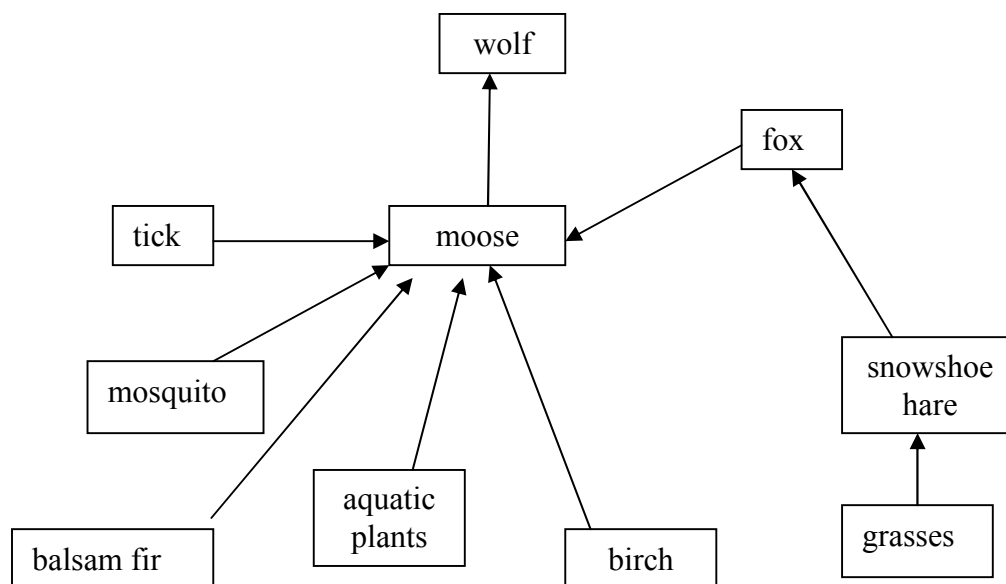 wolf
fox
tick
moose
mosquito
snowshoe
hare
aquatic
plants
grasses
balsam fir
birch